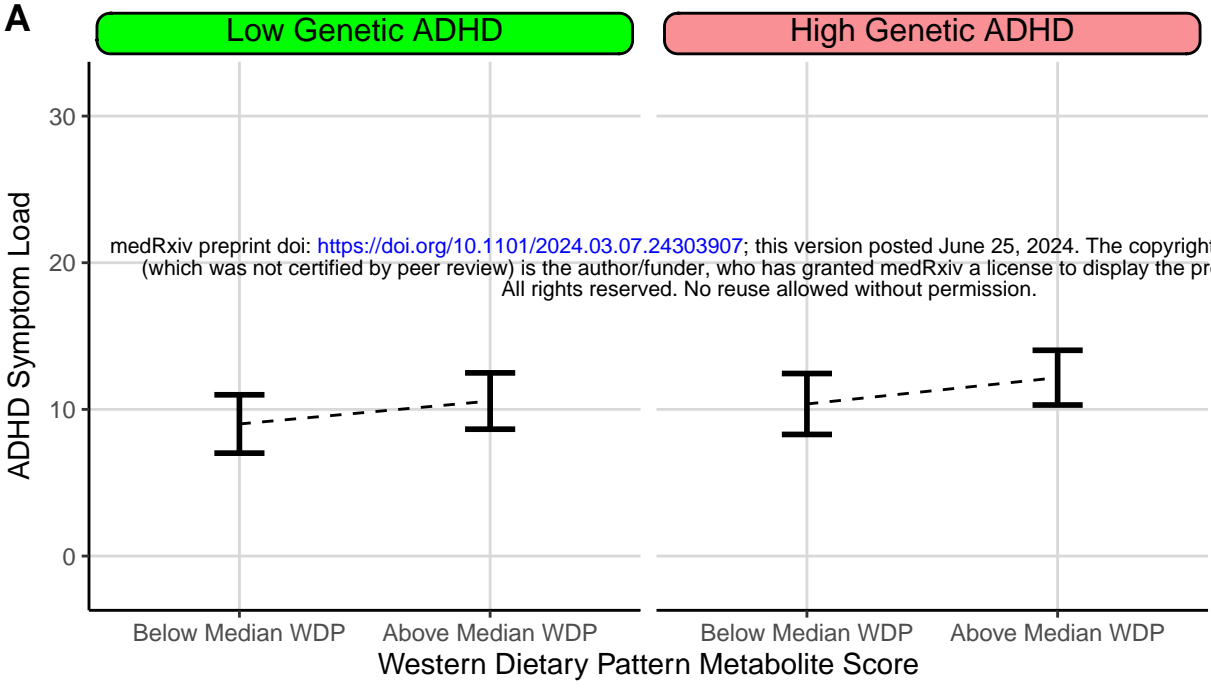 A
Low Genetic ADHD
High Genetic ADHD
ADHD Symptom Load
30
20
10
0
medRxiv preprint doi: https://doi.org/10.1101/2024.03.07.24303907; this version posted June 25, 2024. The copyright
(which was not certified by peer review) is the author/funder, who has granted medRxiv a license to display the
All rights reserved. No reuse allowed without permission.
Below Median WDP
Above Median WDP
Below Median WDP
Above Median WDP
Western Dietary Pattern Metabolite Score